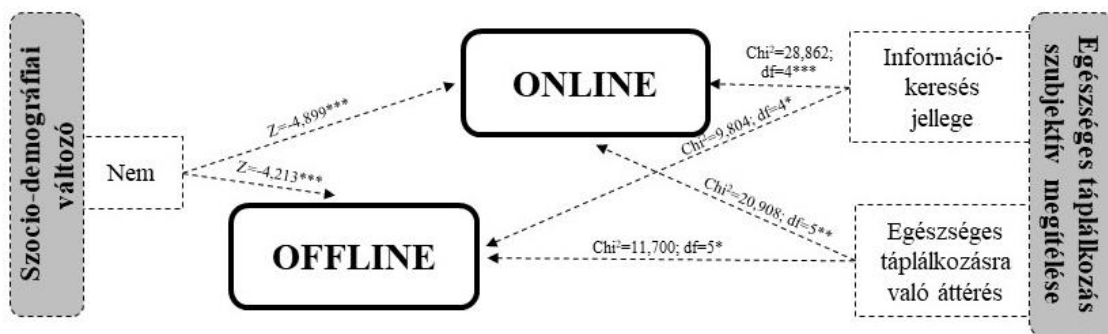 Szocio-demográfiai
változó
Nem
Z=-4,899***
Z=-4,213***
ONLINE
OFFLINE
Chi²=28,862;
df=4***
Chi²=9,804; df=4*
Chi²=20,908; df=5**
Chi²=11,700; df=5*
Információ-
keresés
jellege
Egészséges
táplálkozásra
való áttérés
Egészséges táplálkozás
szubjektív megítélése